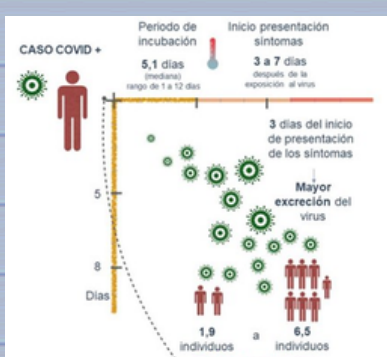 CASO COVID +
Periodo de
incubación
5,1 días
(mediana)
rango de 1 a 12 dias
Inicio presentación
síntomas
3 a 7 días
después de la
exposición al virus
3 días del inicio
de presentación
de los síntomas
Mayor
excreción del
virus
5
8
Días
1,9
individuos
a
6,5
individuos